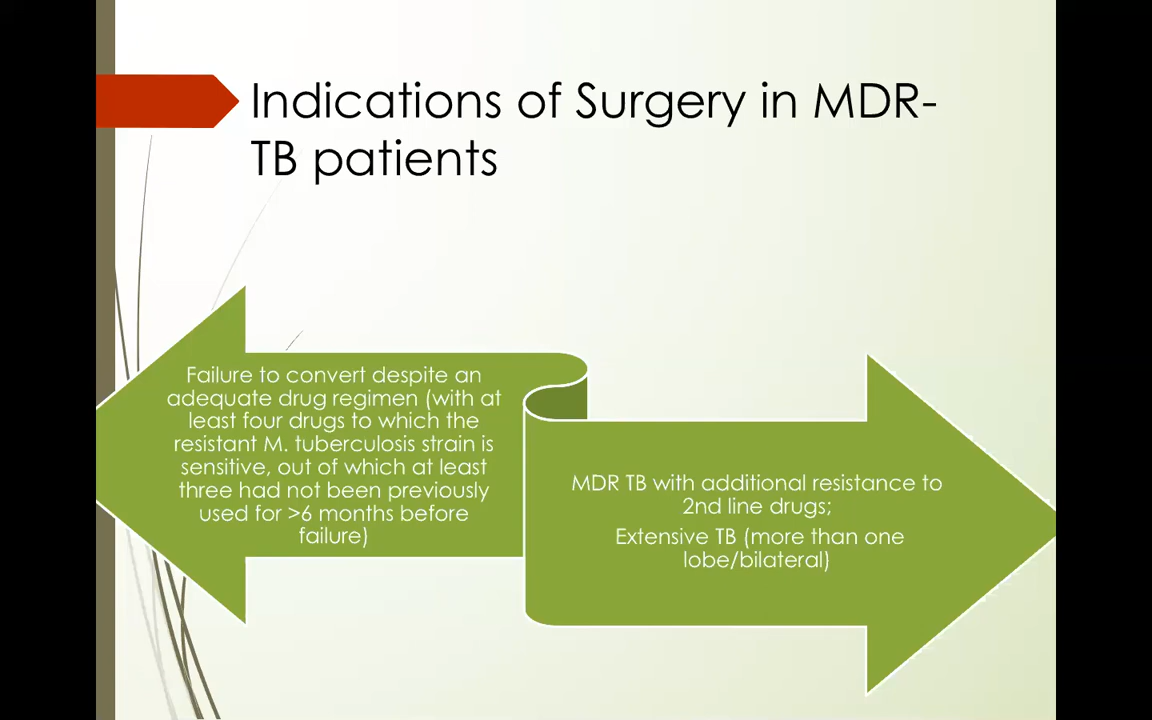 Indications of Surgery in MDR-
TB patients
Failure to convert despite an
adequate drug regimen (with at
least four drugs to which the
resistant M. tuberculosis strain is
sensitive, out of which at least
three had not been previously
used for >6 months before
failure)
MDR TB with additional resistance to
2nd line drugs;
Extensive TB (more than one
lobe/bilateral)